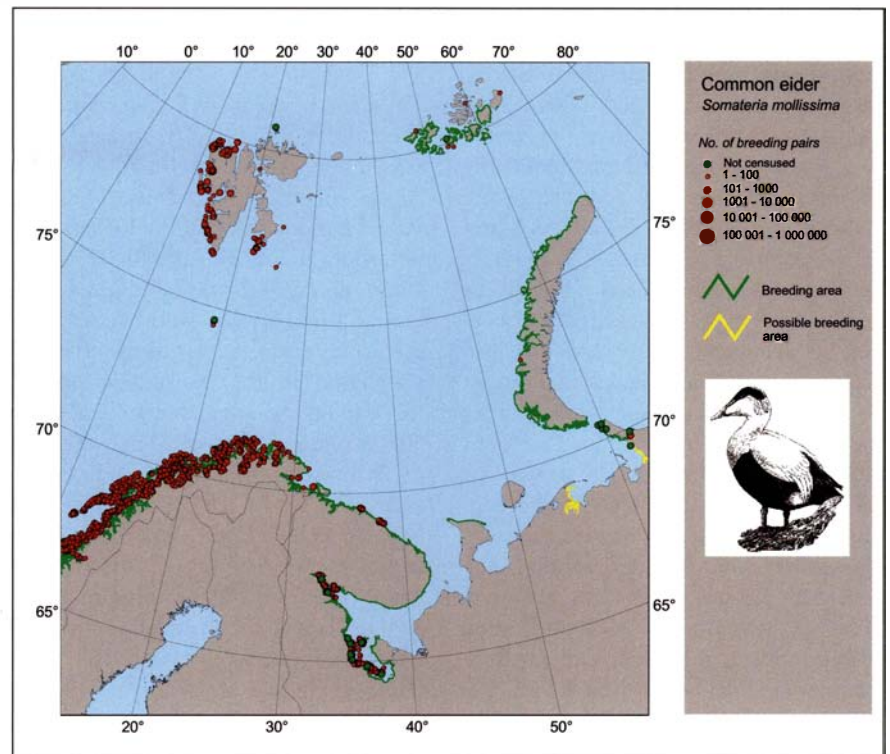 10° 0° 10° 20° 30° 40° 50° 60° 70° 80°
75° 75°
70° 70°
65° 65°
20° 30° 40° 50°
Common eider
Somateria mollissima
No. of breeding pairs
Not censused
1 - 100
101 - 1000
1001 - 10 000
10 001 - 100 000
100 001 - 1 000 000
Breeding area
Possible breeding
area